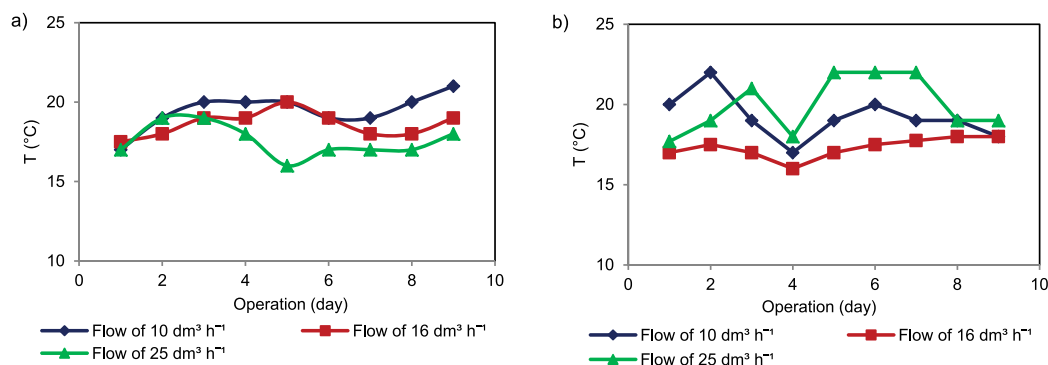 a)
25
20
15
10
T (°C)
0 2 4 6 8 10
Operation (day)
Flow of 10 dm³ h⁻¹ Flow of 16 dm³ h⁻¹
Flow of 25 dm³ h⁻¹
b)
25
20
15
10
T (°C)
0 2 4 6 8 10
Operation (day)
Flow of 10 dm³ h⁻¹ Flow of 16 dm³ h⁻¹
Flow of 25 dm³ h⁻¹